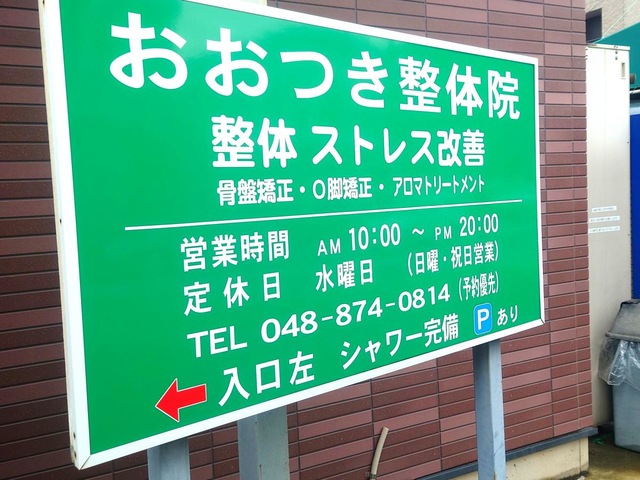 おおつき整体院
整体 ストレス改善
骨盤矯正・O脚矯正・アロマトリートメント
営業時間 AM 10:00 ～ PM 20:00
定休日 水曜日 (日曜・祝日営業)
TEL 048-874-0814 (予約優先)
入口左 シャワー完備 P あり